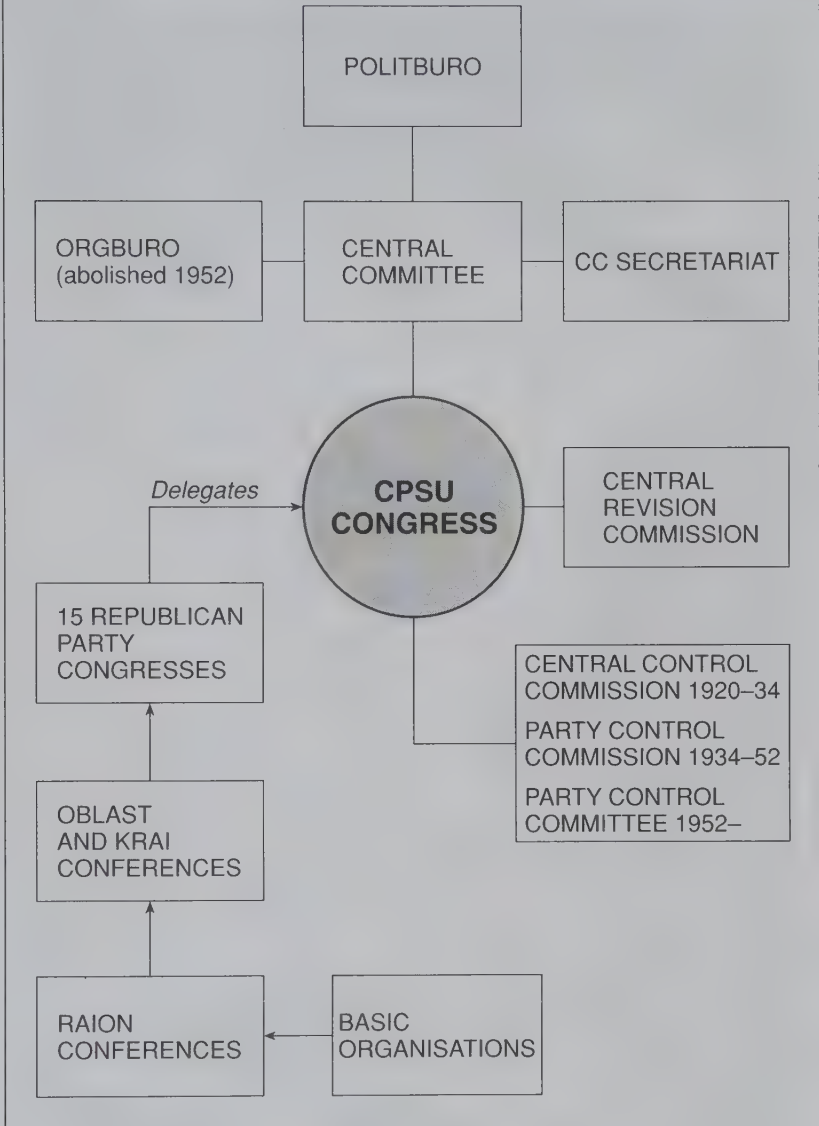 POLITBURO
ORGBURO
(abolished 1952)
CENTRAL
COMMITTEE
CC SECRETARIAT
Delegates
CPSU
CONGRESS
CENTRAL
REVISION
COMMISSION
15 REPUBLICAN
PARTY
CONGRESSES
CENTRAL CONTROL
COMMISSION 1920–34
PARTY CONTROL
COMMISSION 1934–52
PARTY CONTROL
COMMITTEE 1952–
OBLAST
AND KRAI
CONFERENCES
RAION
CONFERENCES
BASIC
ORGANISATIONS